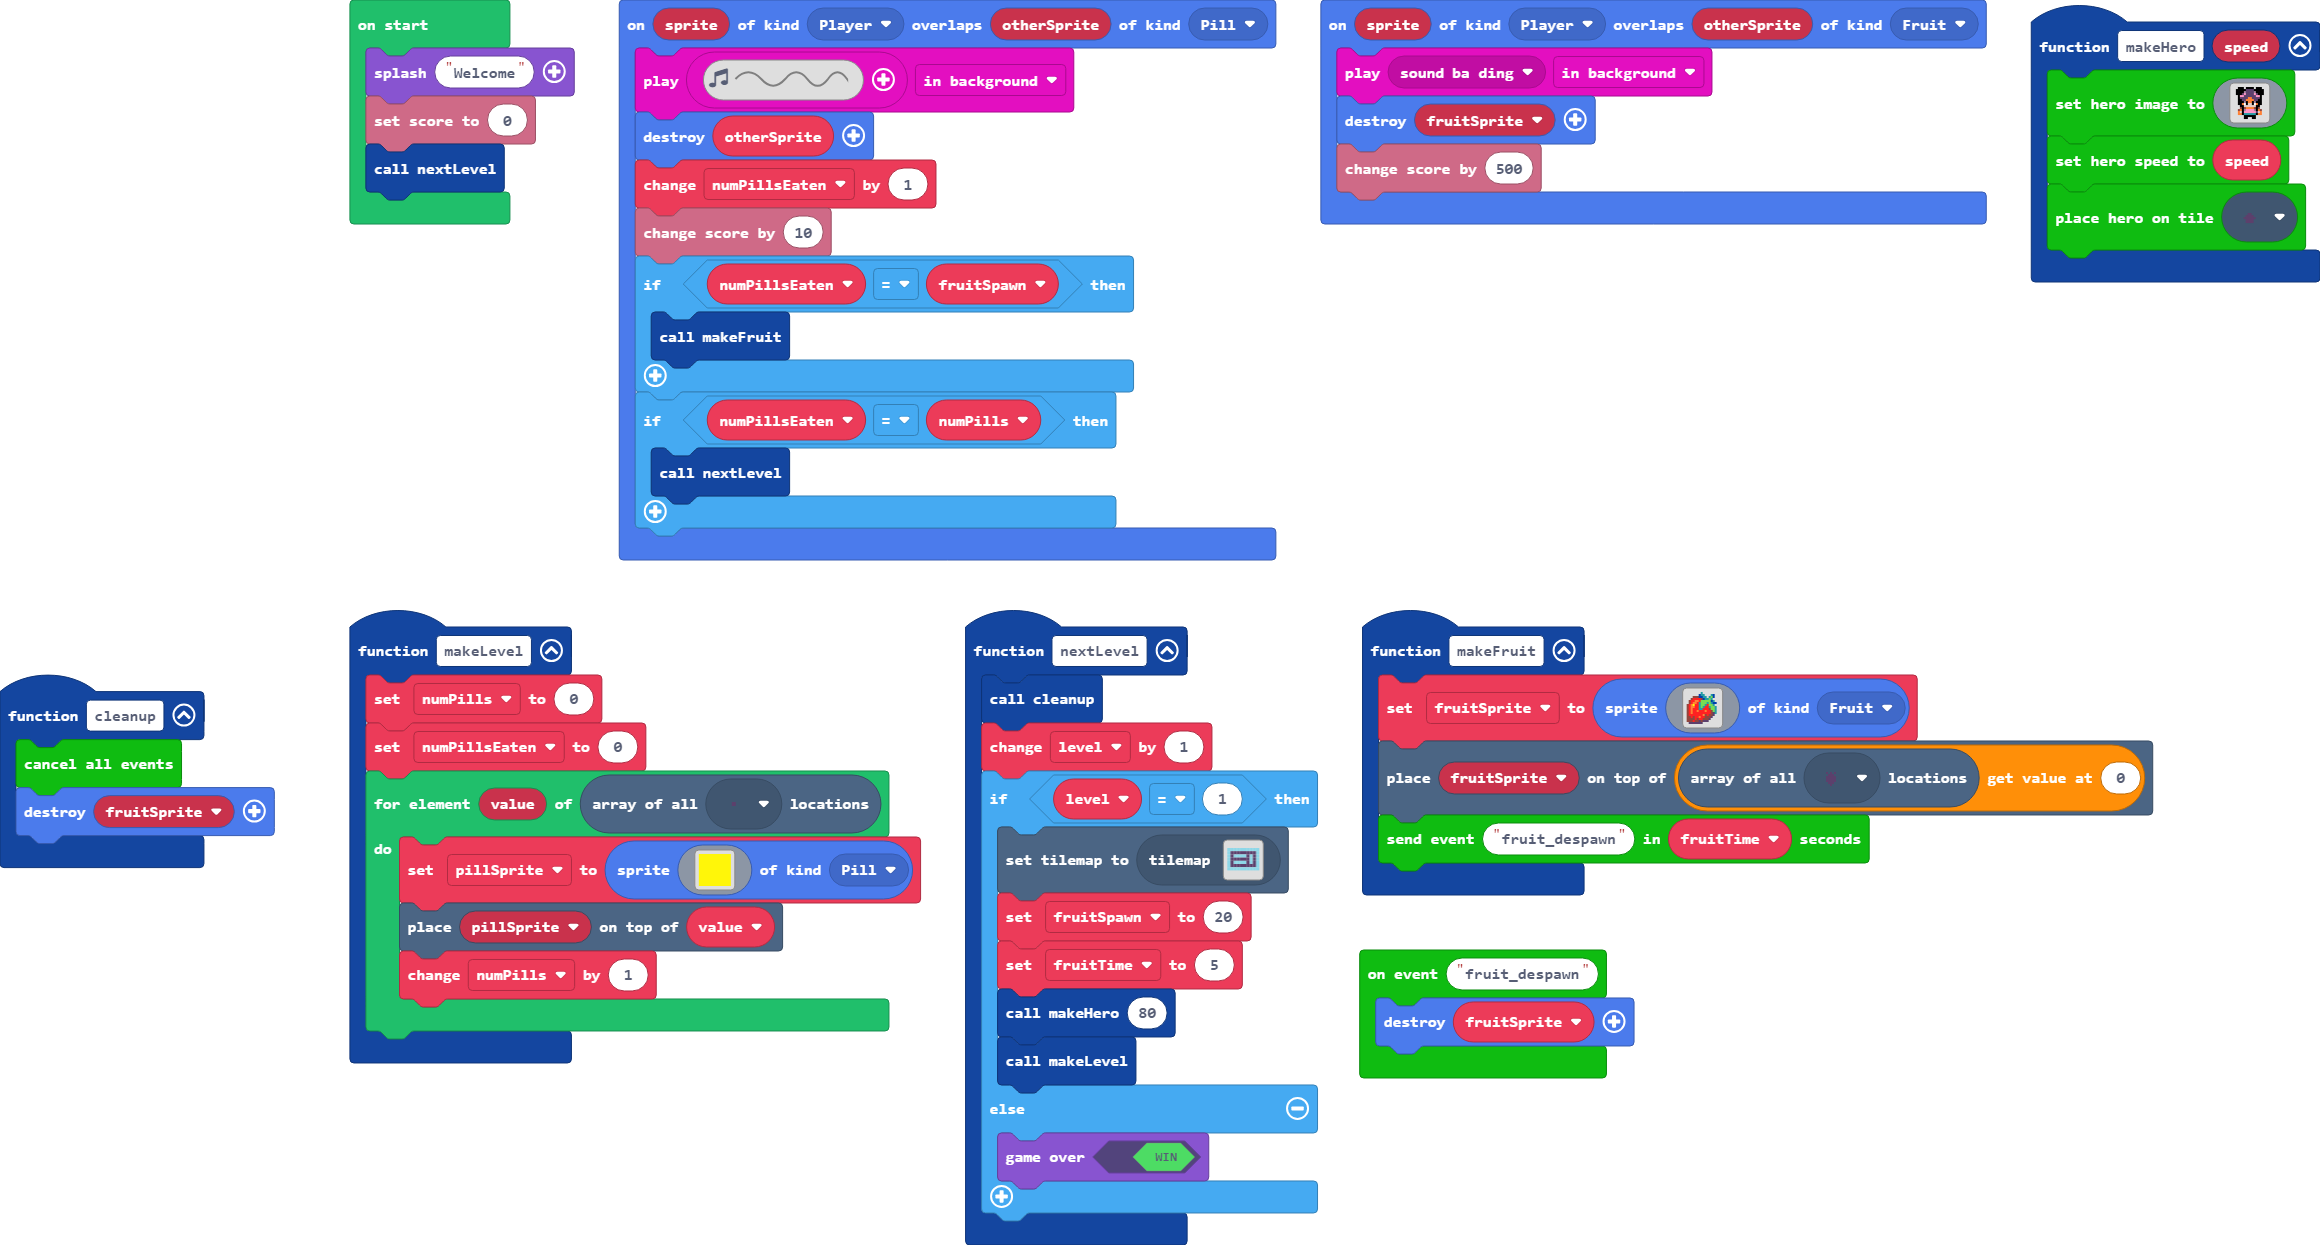 on start
splash "Welcome"
set score to 0
call nextLevel
on sprite of kind Player overlaps otherSprite of kind Pill
play in background
destroy otherSprite
change numPillsEaten by 1
change score by 10
if numPillsEaten = fruitSpawn then
call makeFruit
if numPillsEaten = numPills then
call nextLevel
on sprite of kind Player overlaps otherSprite of kind Fruit
play sound ba ding in background
destroy fruitSprite
change score by 500
function makeHero speed
set hero image to
set hero speed to speed
place hero on tile
function cleanup
cancel all events
destroy fruitSprite
function makeLevel
set numPills to 0
set numPillsEaten to 0
for element value of array of all locations
do
set pillSprite to sprite of kind Pill
place pillSprite on top of value
change numPills by 1
function nextLevel
call cleanup
change level by 1
if level = 1 then
set tilemap to tilemap
set fruitSpawn to 20
set fruitTime to 5
call makeHero 80
call makeLevel
else
game over WIN
function makeFruit
set fruitSprite to sprite of kind Fruit
place fruitSprite on top of array of all locations get value at 0
send event "fruit_despawn" in fruitTime seconds
on event "fruit_despawn"
destroy fruitSprite